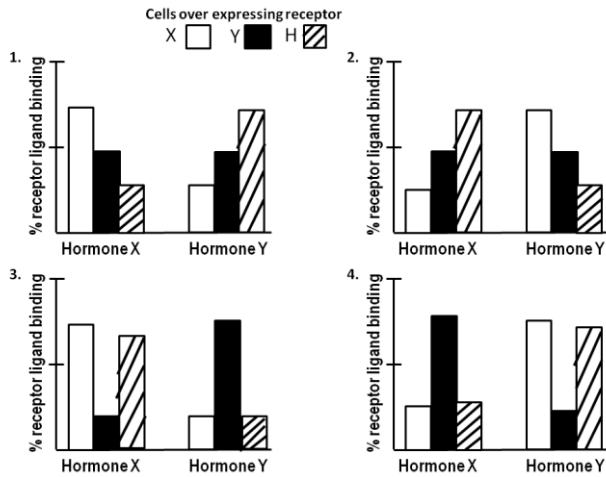 Cells over expressing receptor
X Y H
1.
% receptor ligand binding
Hormone X Hormone Y
2.
% receptor ligand binding
Hormone X Hormone Y
3.
% receptor ligand binding
Hormone X Hormone Y
4.
% receptor ligand binding
Hormone X Hormone Y